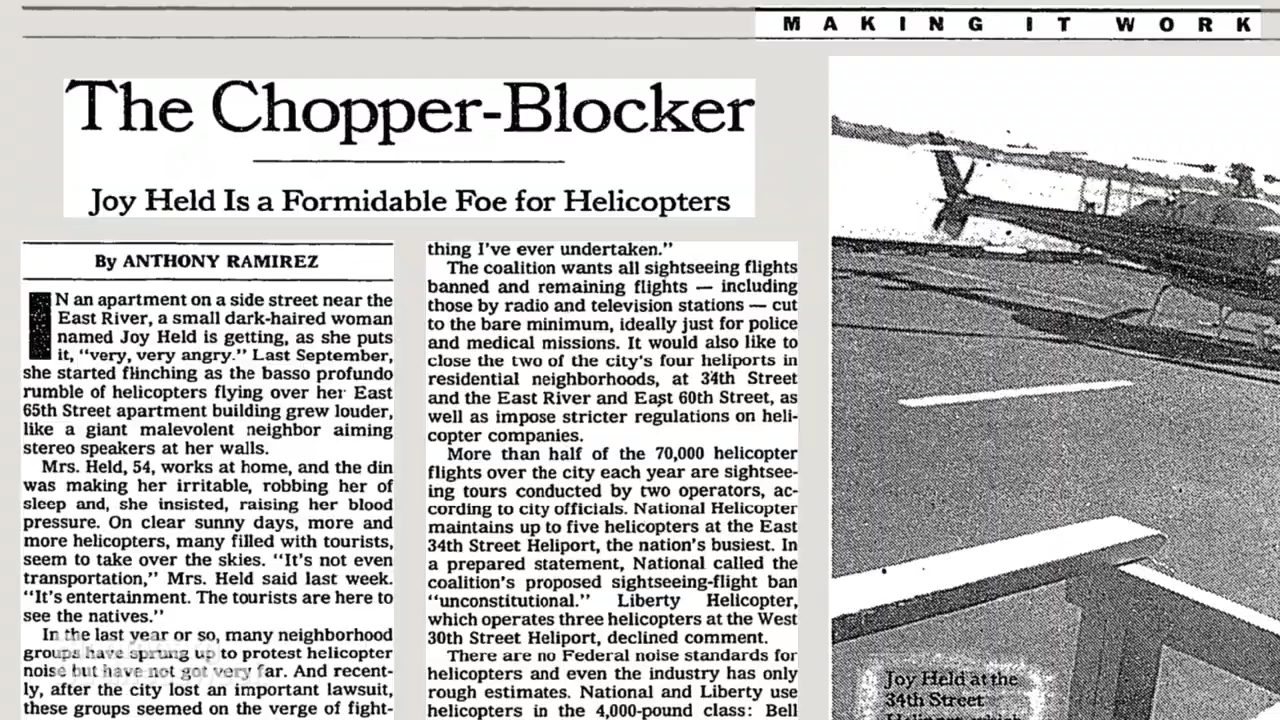 MAKING IT WORK
The Chopper-Blocker
Joy Held Is a Formidable Foe for Helicopters
By ANTHONY RAMIREZ
IN an apartment on a side street near the
East River, a small dark-haired woman
named Joy Held is getting, as she puts
it, “very, very angry.” Last September,
she started flinching as the basso profundo
rumble of helicopters flying over her East
65th Street apartment building grew louder,
like a giant malevolent neighbor aiming
stereo speakers at her walls.
Mrs. Held, 54, works at home, and the din
was making her irritable, robbing her of
sleep and, she insisted, raising her blood
pressure. On clear sunny days, more and
more helicopters, many filled with tourists,
seem to take over the skies. “It’s not even
transportation,” Mrs. Held said last week.
“It’s entertainment. The tourists are here to
see the natives.”
In the last year or so, many neighborhood
groups have sprung up to protest helicopter
noise but have not got very far. And recent-
ly, after the city lost an important lawsuit,
these groups seemed on the verge of fight-
thing I’ve ever undertaken.”
The coalition wants all sightseeing flights
banned and remaining flights — including
those by radio and television stations — cut
to the bare minimum, ideally just for police
and medical missions. It would also like to
close the two of the city’s four heliports in
residential neighborhoods, at 34th Street
and the East River and East 60th Street, as
well as impose stricter regulations on heli-
copter companies.
More than half of the 70,000 helicopter
flights over the city each year are sightsee-
ing tours conducted by two operators, ac-
cording to city officials. National Helicopter
maintains up to five helicopters at the East
34th Street Heliport, the nation’s busiest. In
a prepared statement, National called the
coalition’s proposed sightseeing-flight ban
“unconstitutional.” Liberty Helicopter,
which operates three helicopters at the West
30th Street Heliport, declined comment.
There are no Federal noise standards for
helicopters and even the industry has only
rough estimates. National and Liberty use
helicopters in the 4,000-pound class: Bell
Joy Held at the
34th Street